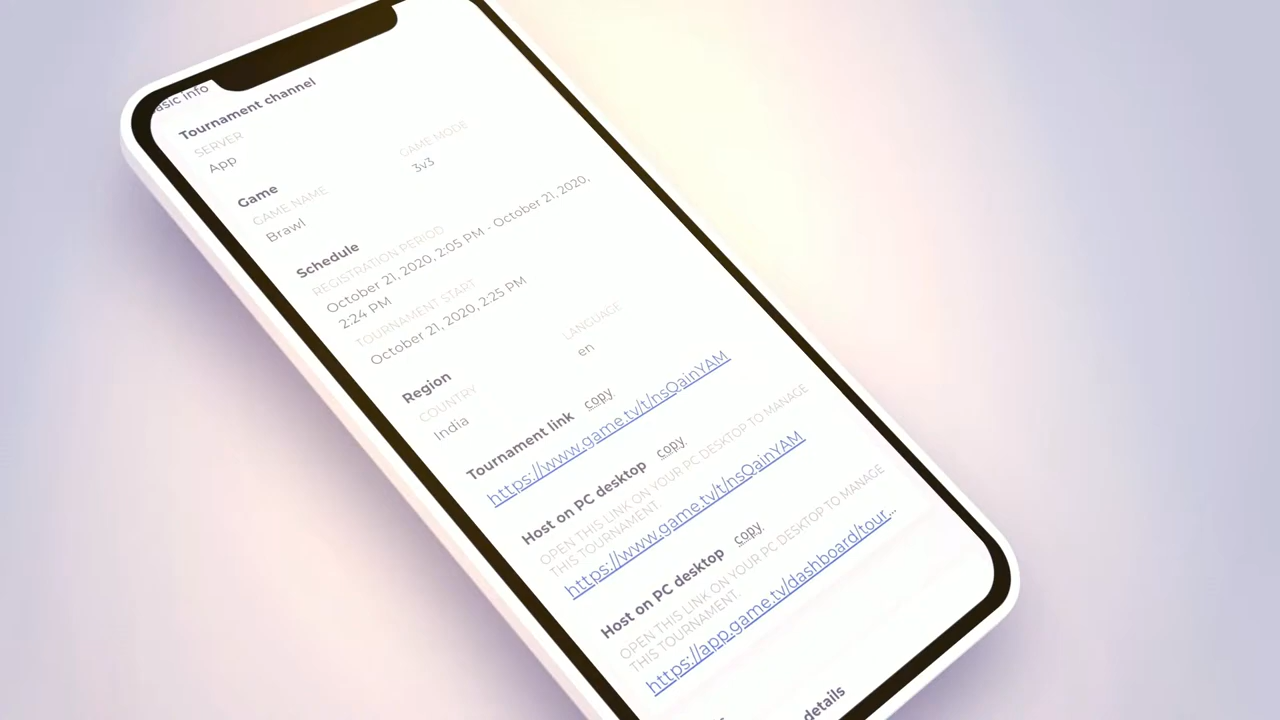 asic info
Tournament channel
SERVER
App
GAME MODE
3v3
Game
GAME NAME
Brawl
Schedule
REGISTRATION PERIOD
October 21, 2020, 2:05 PM - October 21, 2020,
2:24 PM
TOURNAMENT START
October 21, 2020, 2:25 PM
Region
COUNTRY
India
LANGUAGE
en
Tournament link copy
https://www.game.tv/t/nsQainYAM
Host on PC desktop copy
OPEN THIS LINK ON YOUR PC DESKTOP TO MANAGE
THIS TOURNAMENT.
https://www.game.tv/t/nsQainYAM
Host on PC desktop copy
OPEN THIS LINK ON YOUR PC DESKTOP TO MANAGE
THIS TOURNAMENT.
https://app.game.tv/dashboard/tour...
details